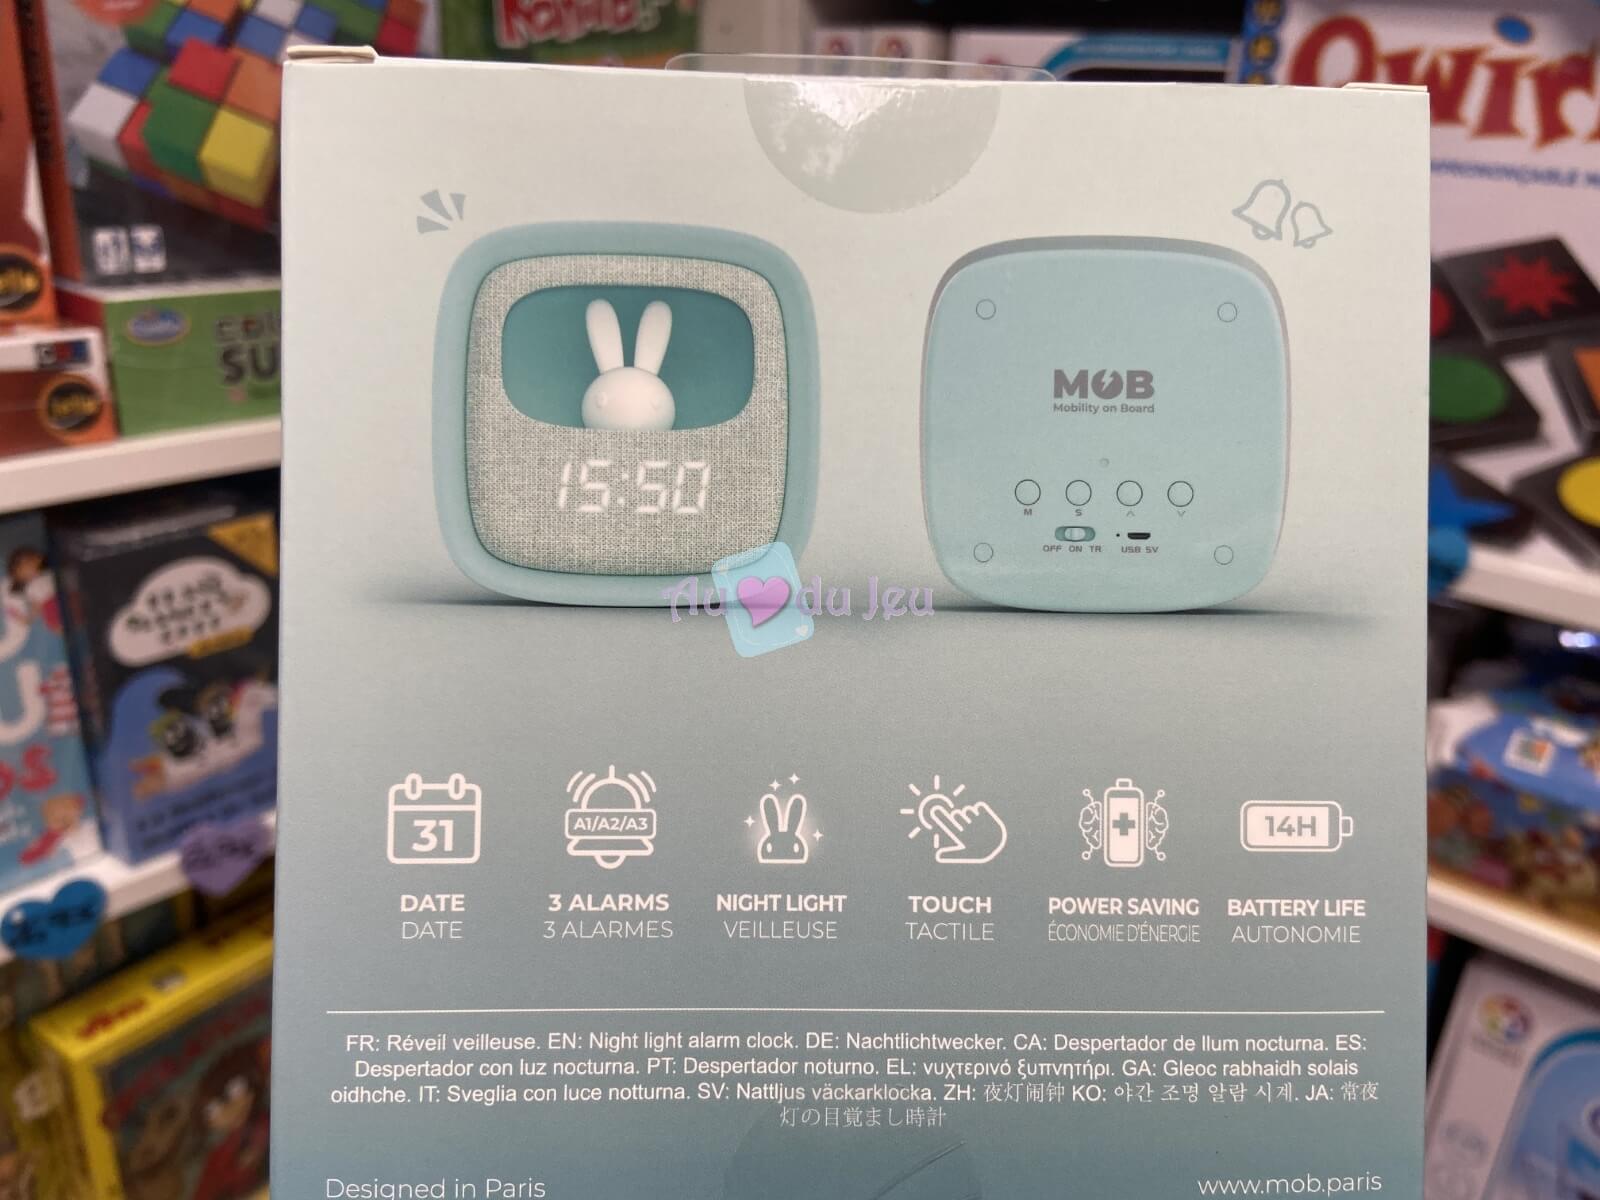 Qwir
15:50
MOB
Mobility on Board
M S
OFF ON TR USB 5V
Au du Jeu
31
A1/A2/A3
14H
DATE
DATE
3 ALARMS
3 ALARMES
NIGHT LIGHT
VEILLEUSE
TOUCH
TACTILE
POWER SAVING
ÉCONOMIE D'ÉNERGIE
BATTERY LIFE
AUTONOMIE
FR: Réveil veilleuse. EN: Night light alarm clock. DE: Nachtlichtwecker. CA: Despertador de llum nocturna. ES:
Despertador con luz nocturna. PT: Despertador noturno. EL: νυχτερινό ξυπνητήρι. GA: Gleoc rabhaidh solais
oidhche. IT: Sveglia con luce notturna. SV: Nattljus väckarklocka. ZH: 夜灯闹钟 KO: 야간 조명 알람 시계. JA: 常夜
灯の目覚まし時計
Designed in Paris
www.mob.paris